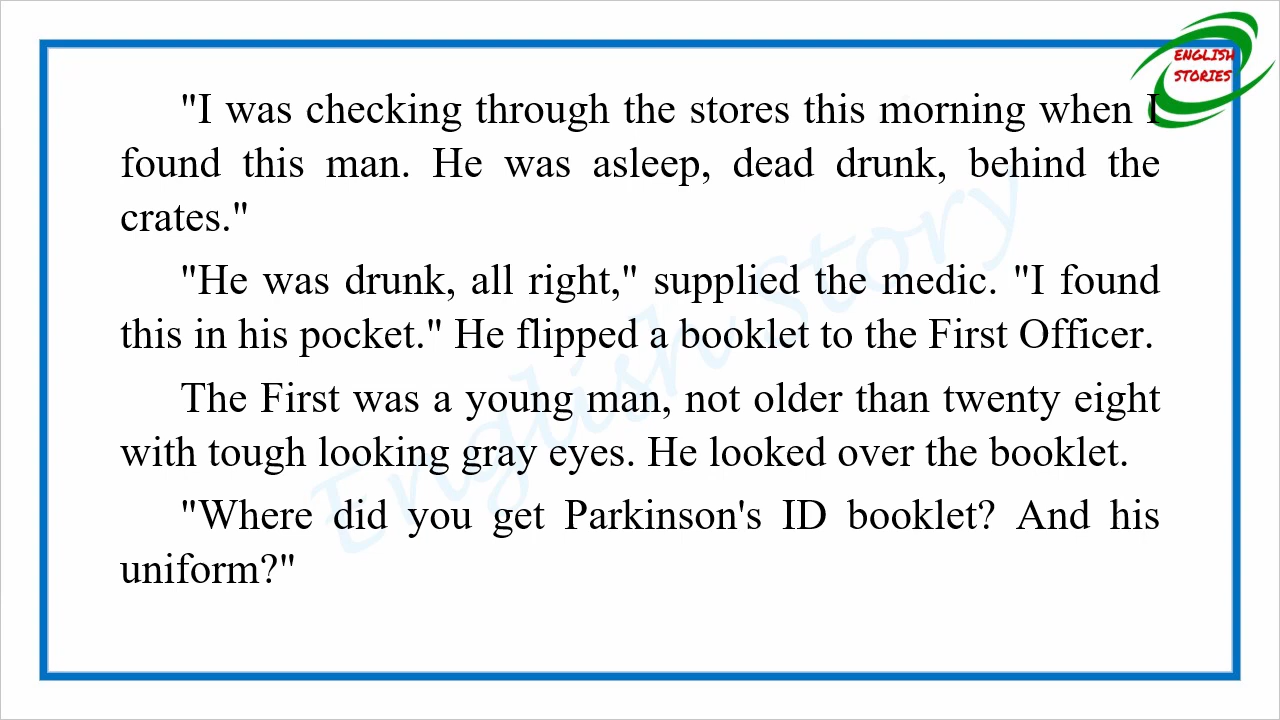 ENGLISH
STORIES
"I was checking through the stores this morning when I
found this man. He was asleep, dead drunk, behind the
crates."
"He was drunk, all right," supplied the medic. "I found
this in his pocket." He flipped a booklet to the First Officer.
The First was a young man, not older than twenty eight
with tough looking gray eyes. He looked over the booklet.
"Where did you get Parkinson's ID booklet? And his
uniform?"
English Story